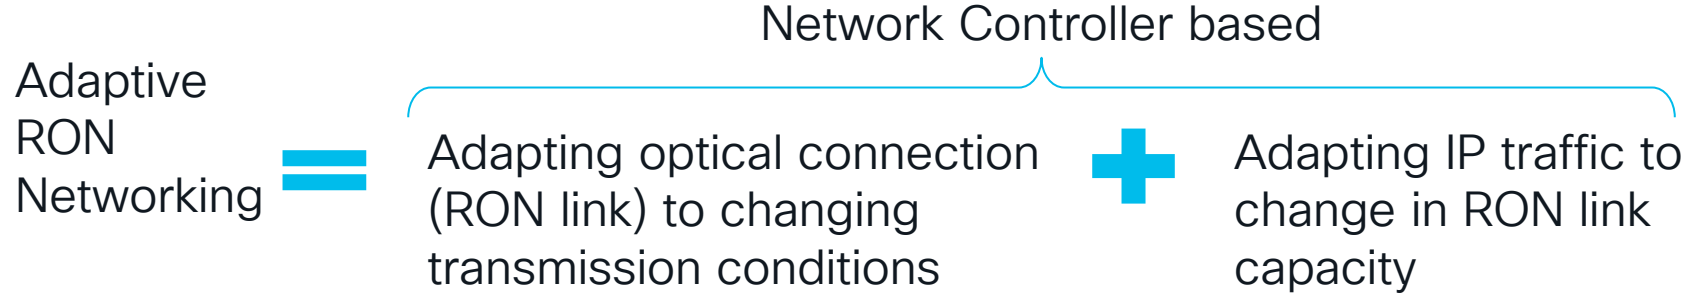 Network Controller based
Adaptive
RON
Networking
Adapting optical connection
(RON link) to changing
transmission conditions
Adapting IP traffic to
change in RON link
capacity